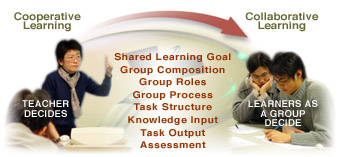 Cooperative
Learning
Collaborative
Learning
Shared Learning Goal
Group Composition
Group Roles
Group Process
Task Structure
Knowledge Input
Task Output
Assessment
TEACHER
DECIDES
LEARNERS AS
A GROUP
DECIDE